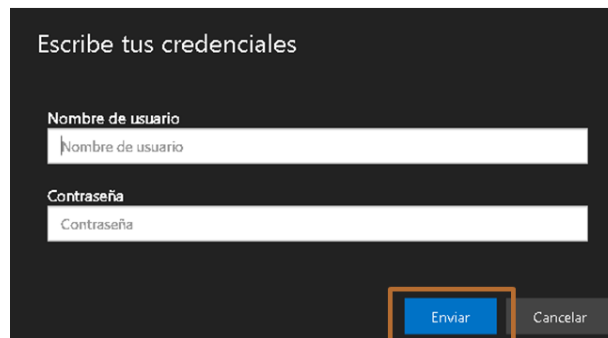 Escribe tus credenciales
Nombre de usuario
Nombre de usuario
Contraseña
Contraseña
Enviar Cancelar